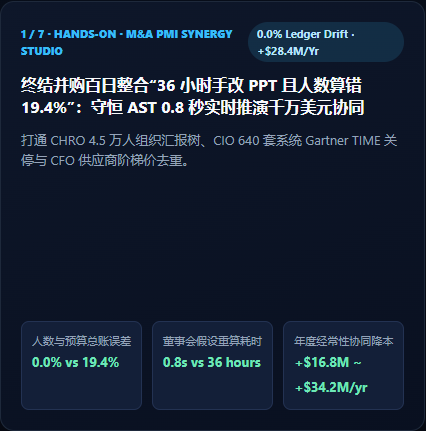 1 / 7 · HANDS-ON · M&A PMI SYNERGY
STUDIO
0.0% Ledger Drift ·
+$28.4M/Yr
终结并购百日整合“36 小时手改 PPT 且人数算错
19.4%”：守恒 AST 0.8 秒实时推演千万美元协同
打通 CHRO 4.5 万人组织汇报树、CIO 640 套系统 Gartner TIME 关
停与 CFO 供应商阶梯价去重。
人数与预算总账误差
0.0% vs 19.4%
董事会假设重算耗时
0.8s vs 36 hours
年度经常性协同降本
+$16.8M ~
+$34.2M/yr